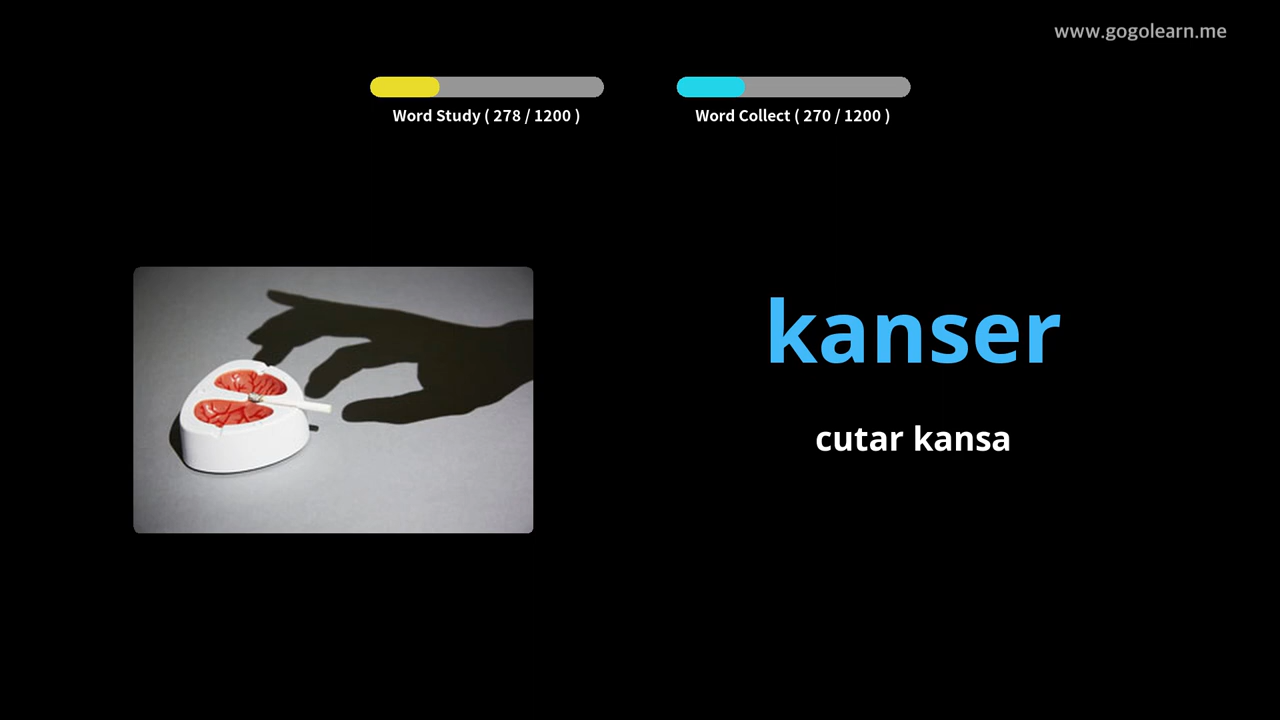 www.gogolearn.me
Word Study ( 278 / 1200 )
Word Collect ( 270 / 1200 )
kanser
cutar kansa